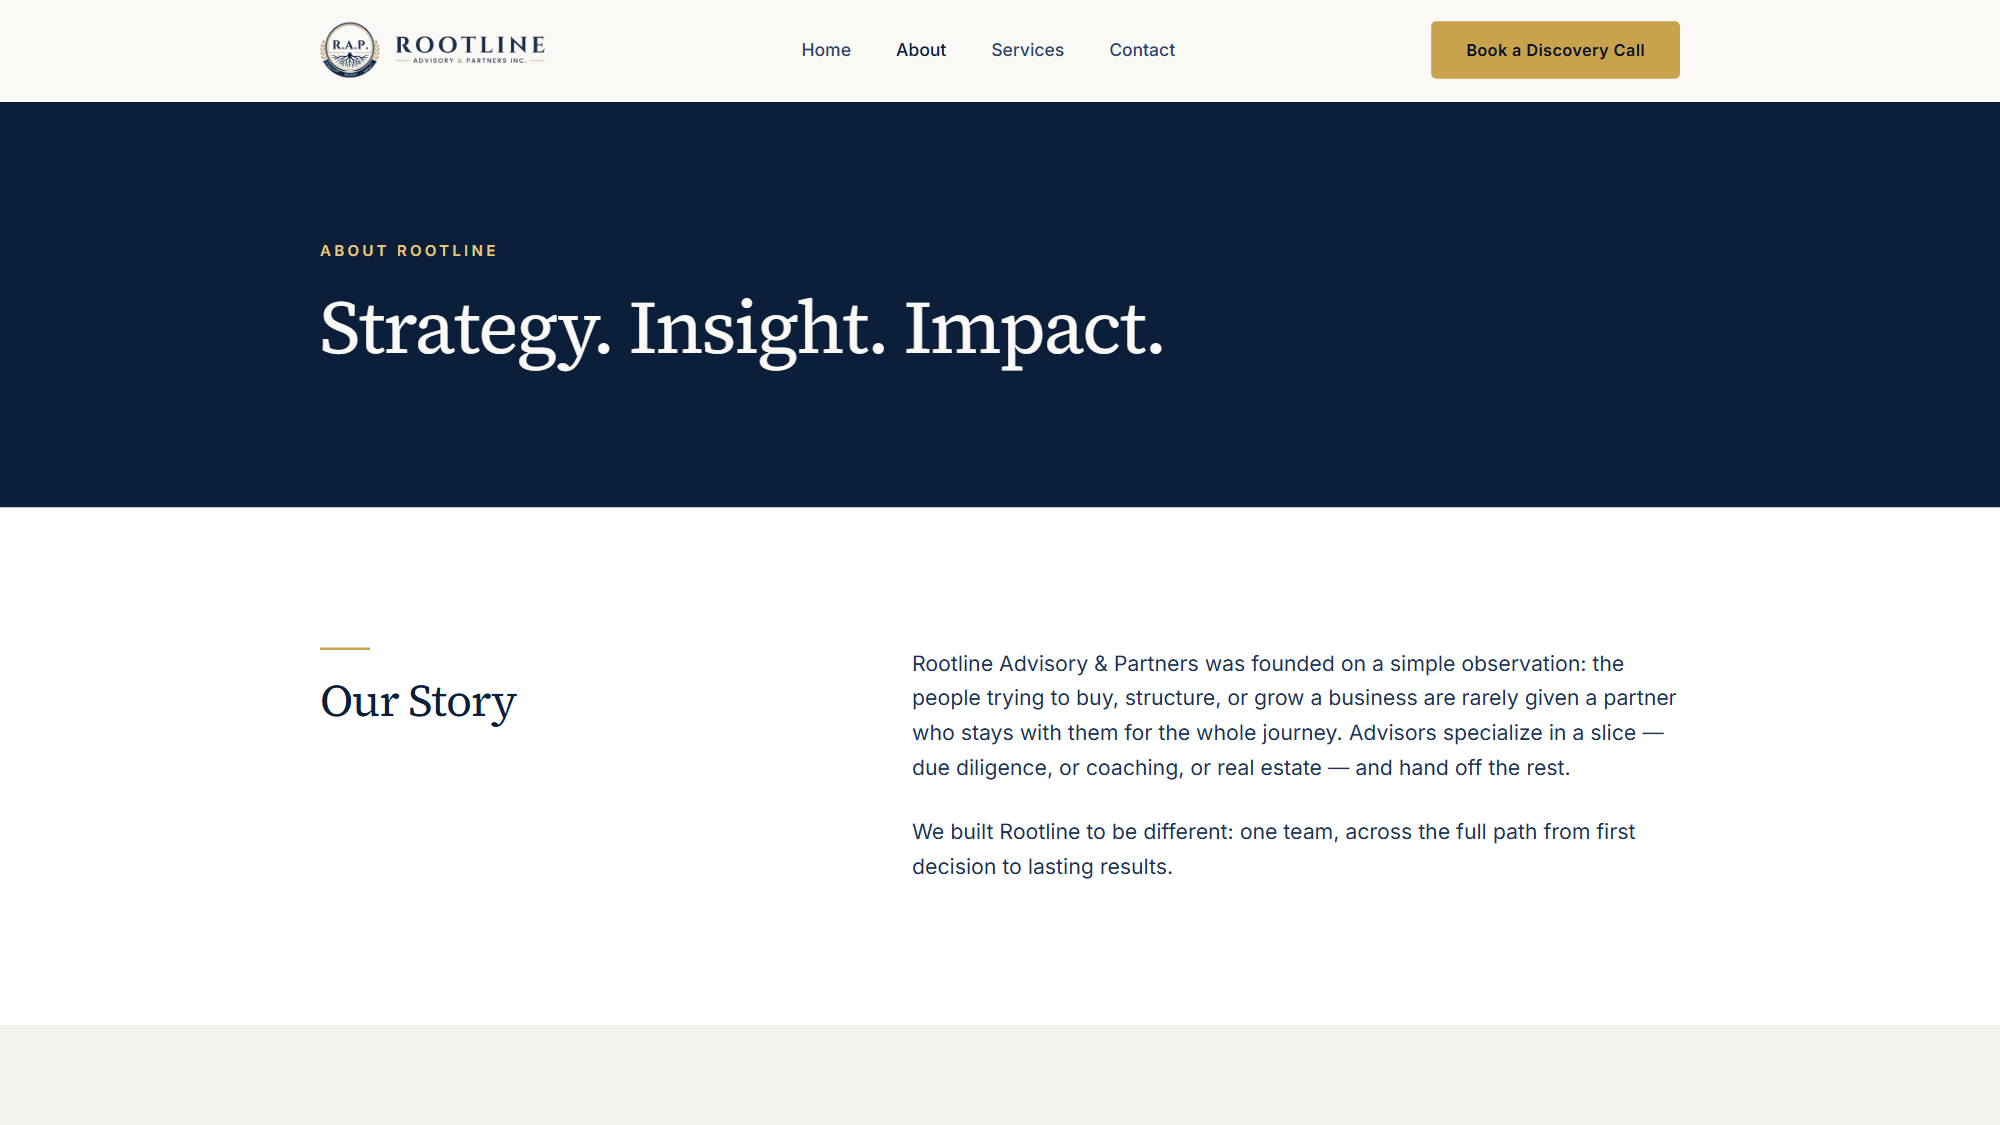 R.A.P.
ROOTLINE
ADVISORY & PARTNERS INC.
Home
About
Services
Contact
Book a Discovery Call
ABOUT ROOTLINE
Strategy. Insight. Impact.
Our Story
Rootline Advisory & Partners was founded on a simple observation: the
people trying to buy, structure, or grow a business are rarely given a partner
who stays with them for the whole journey. Advisors specialize in a slice —
due diligence, or coaching, or real estate — and hand off the rest.
We built Rootline to be different: one team, across the full path from first
decision to lasting results.